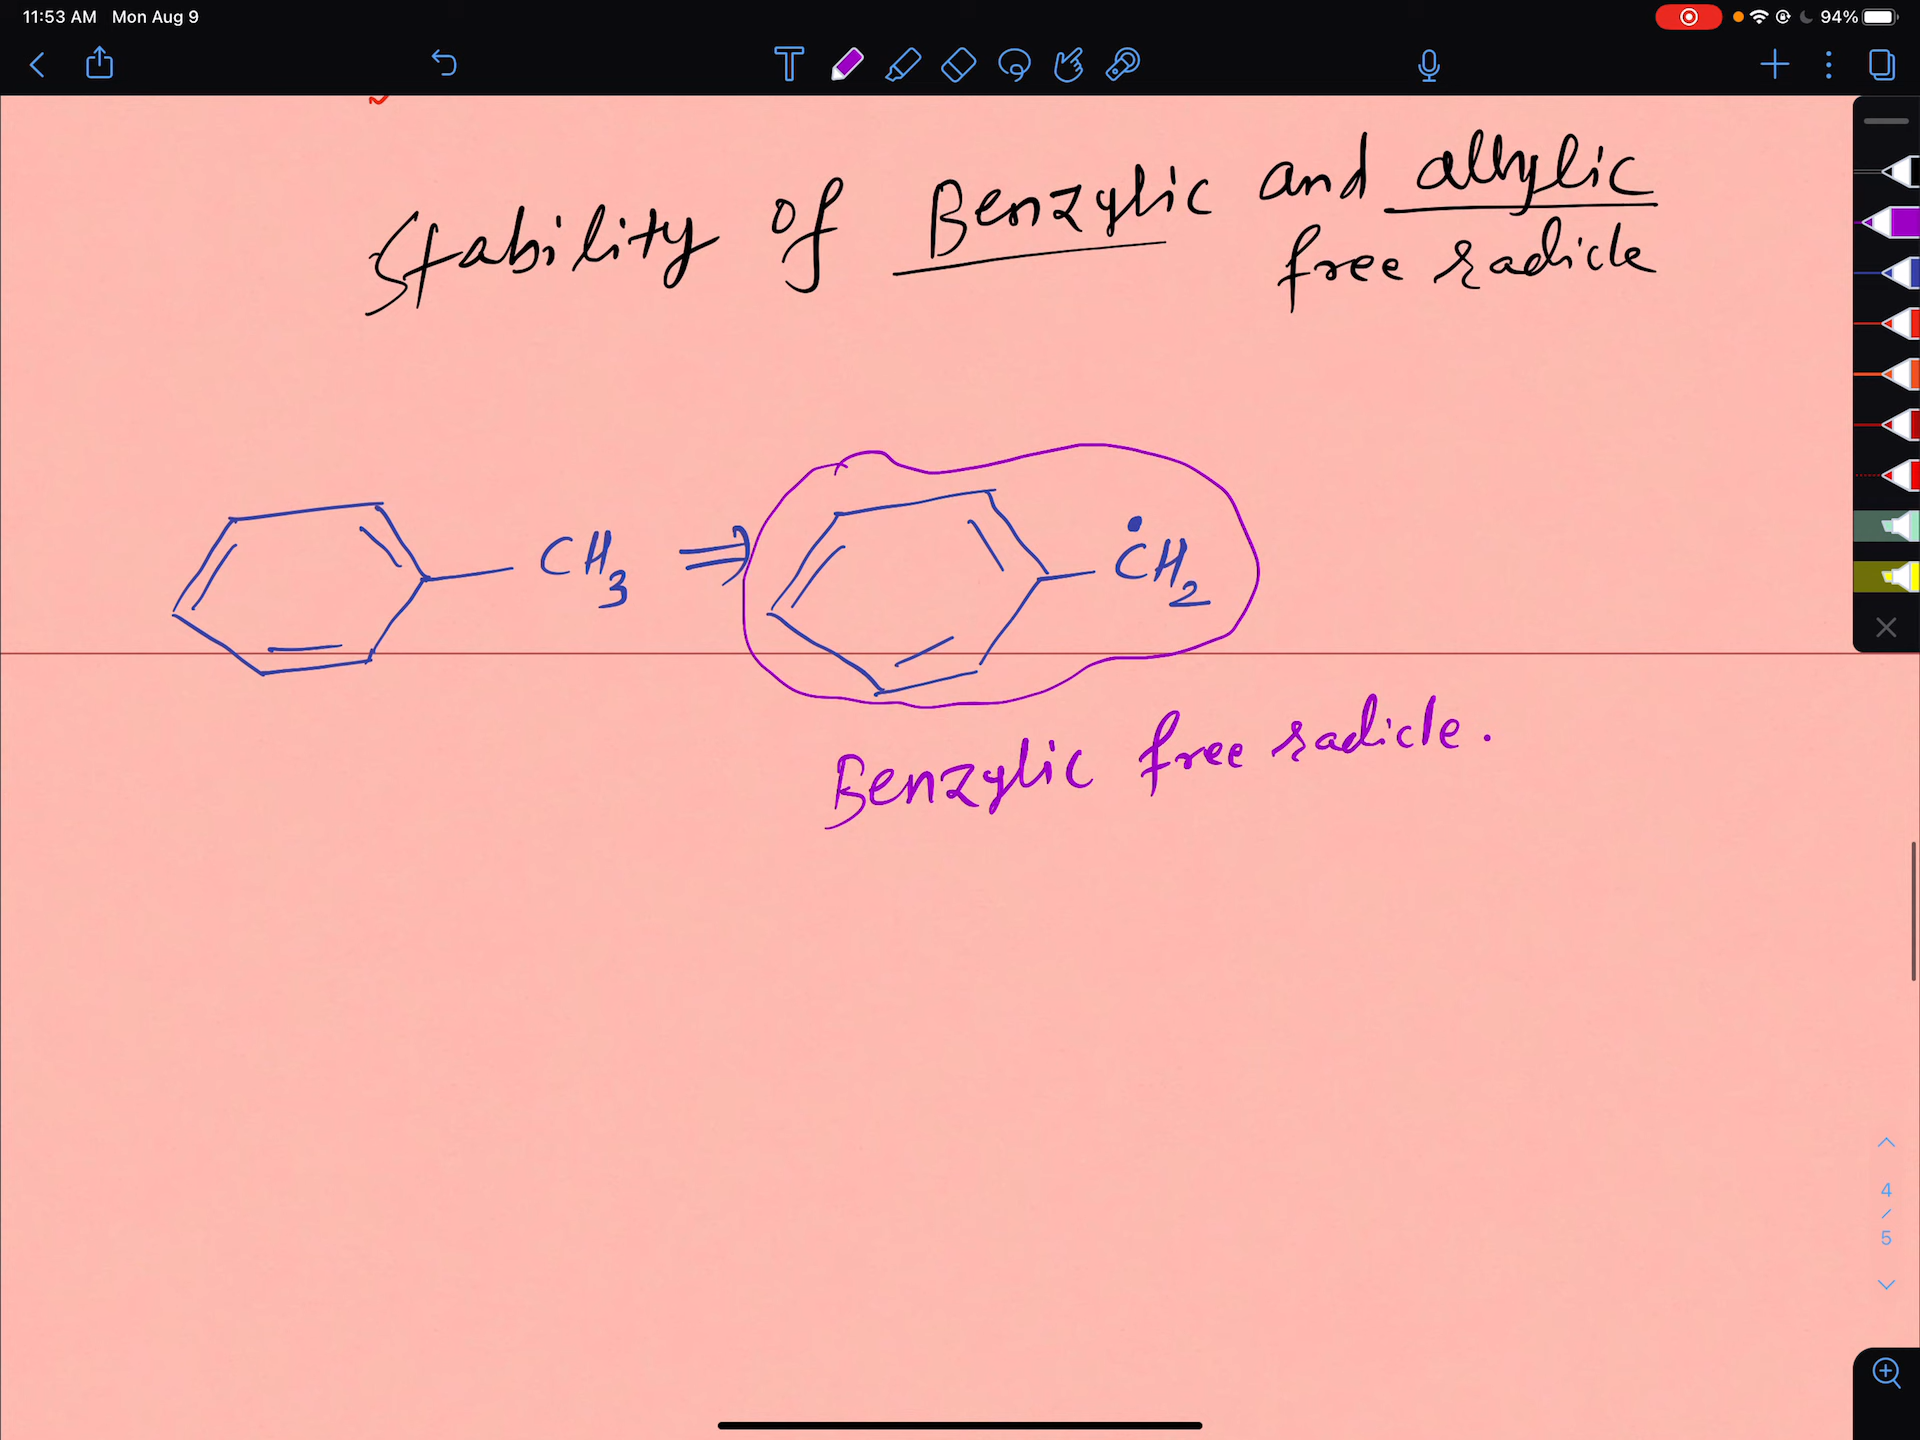 11:53 AM Mon Aug 9
94%
T
Stability of Benzylic and allylic
free radicle
CH3 ⇒ ĊH2
Benzylic free radicle.
4
/
5